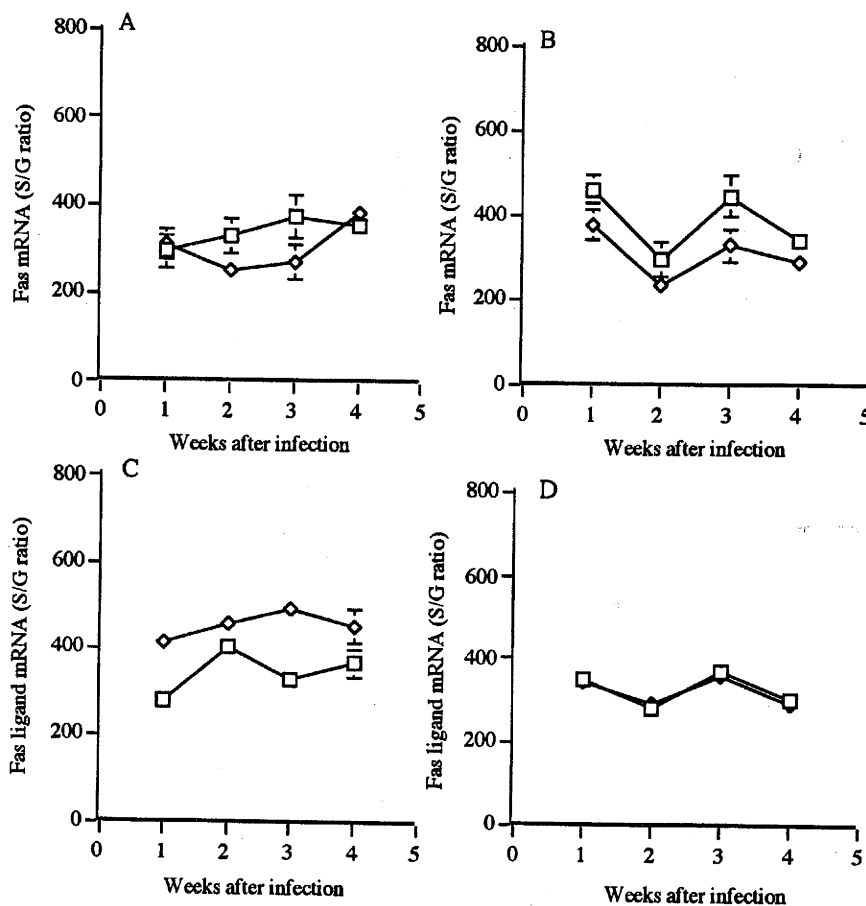 A
800
600
400
200
0
Fas mRNA (S/G ratio)
0 1 2 3 4 5
Weeks after infection
B
800
600
400
200
0
Fas mRNA (S/G ratio)
0 1 2 3 4 5
Weeks after infection
C
800
600
400
200
0
Fas ligand mRNA (S/G ratio)
0 1 2 3 4 5
Weeks after infection
D
800
600
400
200
0
Fas ligand mRNA (S/G ratio)
0 1 2 3 4 5
Weeks after infection